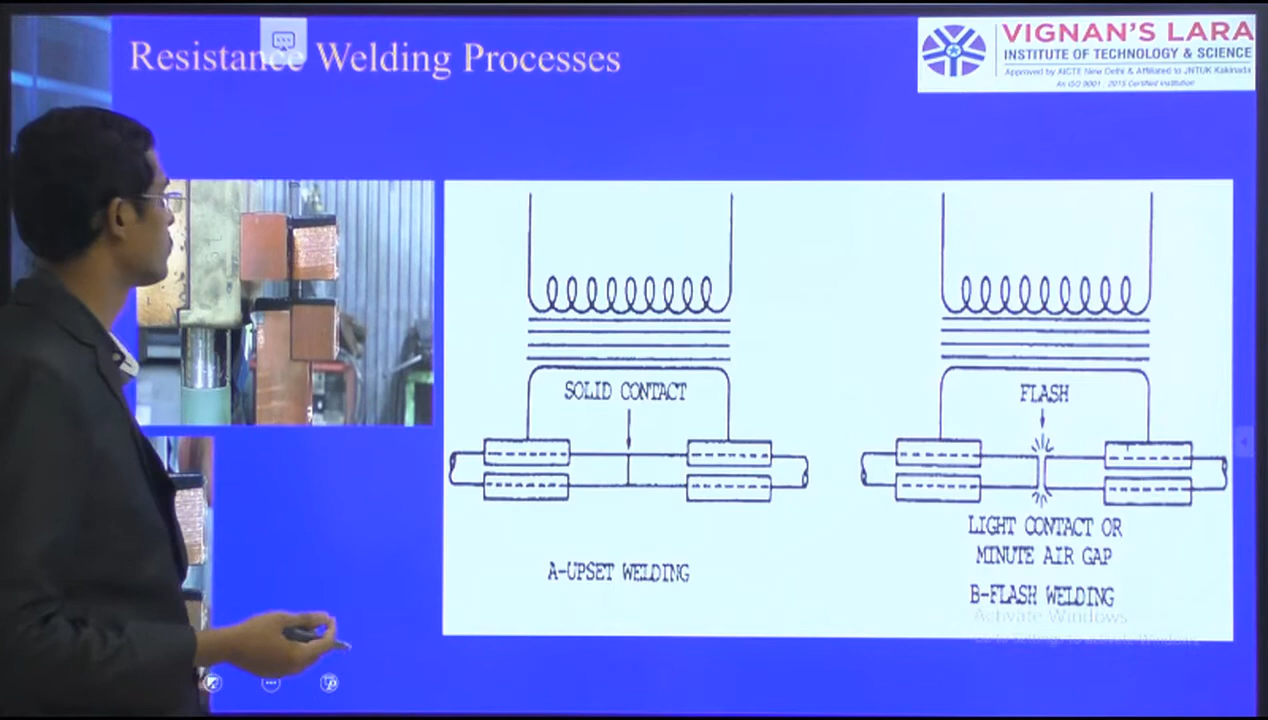 Resistance Welding Processes
VIGNAN'S LARA
INSTITUTE OF TECHNOLOGY & SCIENCE
Approved by AICTE New Delhi & Affiliated to JNTUK Kakinada
An ISO 9001 : 2015 Certified Institution
SOLID CONTACT
A-UPSET WELDING
FLASH
LIGHT CONTACT OR
MINUTE AIR GAP
B-FLASH WELDING
Activate Windows